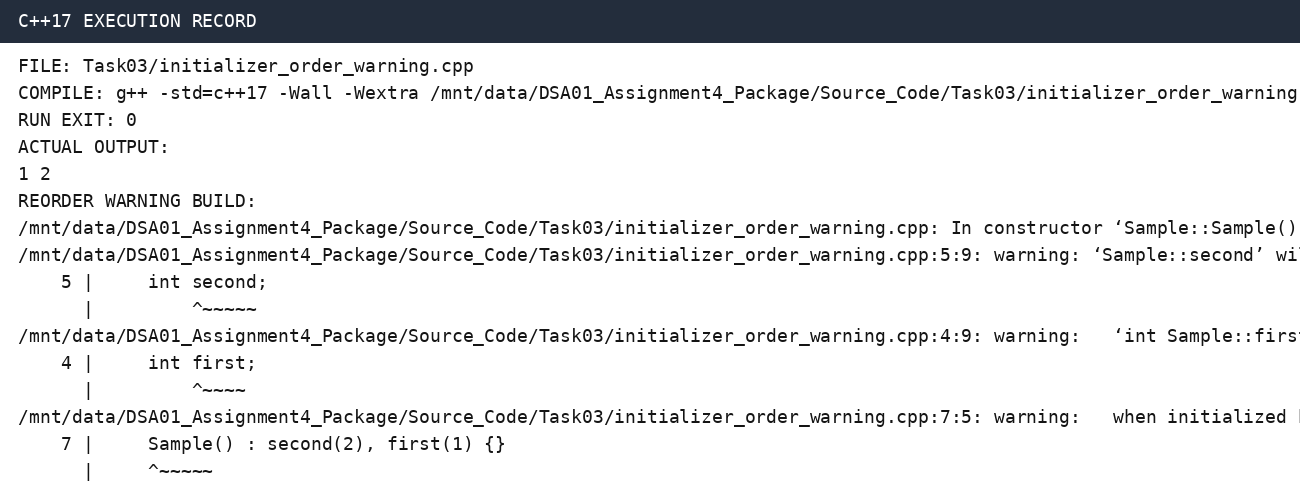 C++17 EXECUTION RECORD
FILE: Task03/initializer_order_warning.cpp
COMPILE: g++ -std=c++17 -Wall -Wextra /mnt/data/DSA01_Assignment4_Package/Source_Code/Task03/initializer_order_warning
RUN EXIT: 0
ACTUAL OUTPUT:
1 2
REORDER WARNING BUILD:
/mnt/data/DSA01_Assignment4_Package/Source_Code/Task03/initializer_order_warning.cpp: In constructor ‘Sample::Sample()
/mnt/data/DSA01_Assignment4_Package/Source_Code/Task03/initializer_order_warning.cpp:5:9: warning: ‘Sample::second’ wi
    5 |     int second;
      |         ^~~~~~
/mnt/data/DSA01_Assignment4_Package/Source_Code/Task03/initializer_order_warning.cpp:4:9: warning:   ‘int Sample::firs
    4 |     int first;
      |         ^~~~~
/mnt/data/DSA01_Assignment4_Package/Source_Code/Task03/initializer_order_warning.cpp:7:5: warning:   when initialized
    7 |     Sample() : second(2), first(1) {}
      |     ^~~~~~